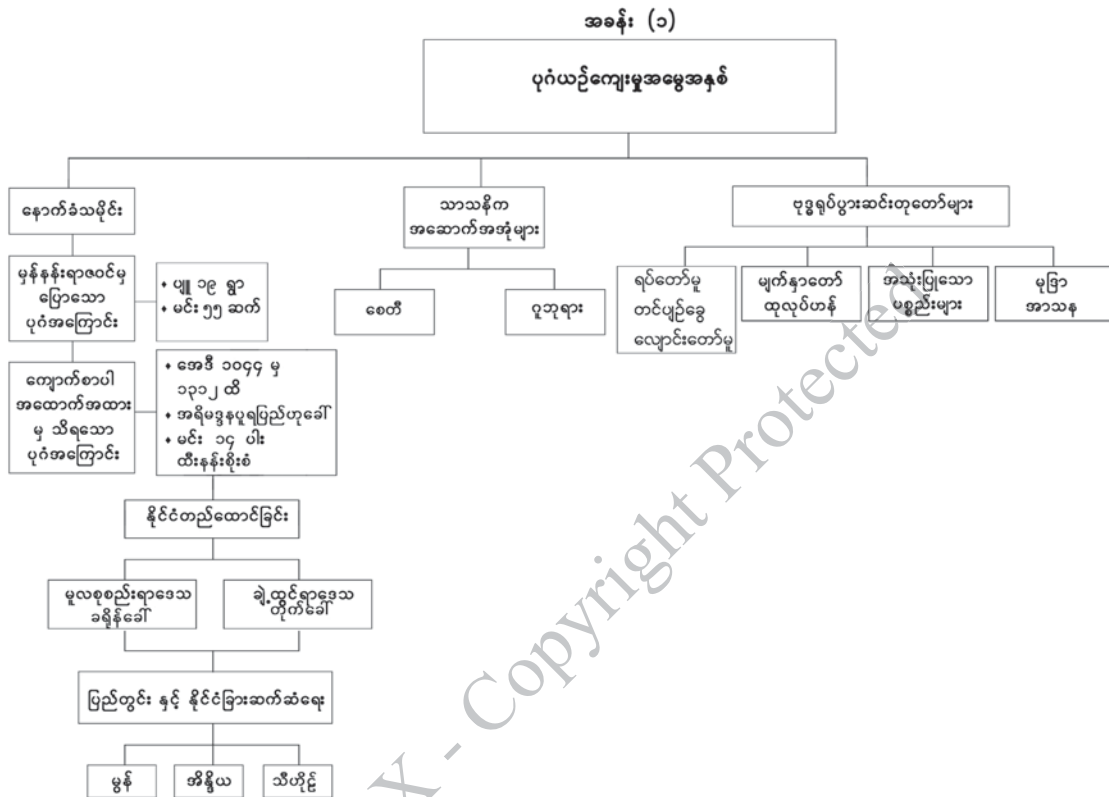 အခန်း (၁)
ပုဂံယဉ်ကျေးမှုအမွေအနှစ်
နောက်ခံသမိုင်း
မှန်နန်းရာဇဝင်မှ
ပြောသော
ပုဂံအကြောင်း
♦ ပျူ ၁၉ ရွာ
♦ မင်း ၅၅ ဆက်
ကျောက်စာပါ
အထောက်အထား
မှ သိရသော
ပုဂံအကြောင်း
♦ အေဒီ ၁၀၄၄ မှ
၁၃၁၂ ထိ
♦ အရိမဒ္ဒနပူရပြည်ဟုခေါ်
♦ မင်း ၁၄ ပါး
ထီးနန်းစိုးစံ
နိုင်ငံတည်ထောင်ခြင်း
မူလစုစည်းရာဒေသ
ခရိုန်ခေါ်
ချဲ့ထွင်ရာဒေသ
တိုက်ခေါ်
ပြည်တွင်း နှင့် နိုင်ငံခြားဆက်ဆံရေး
မွန်
အိန္ဒိယ
သီဟိုဠ်
သာသနိက
အဆောက်အအုံများ
စေတီ
ဂူဘုရား
ဗုဒ္ဓရုပ်ပွားဆင်းတုတော်များ
ရပ်တော်မူ
တင်ပျဉ်ခွေ
လျောင်းတော်မူ
မျက်နှာတော်
ထုလုပ်ဟန်
အသုံးပြုသော
ပစ္စည်းများ
မုဒြာ
အာသန
X - Copyright Protected